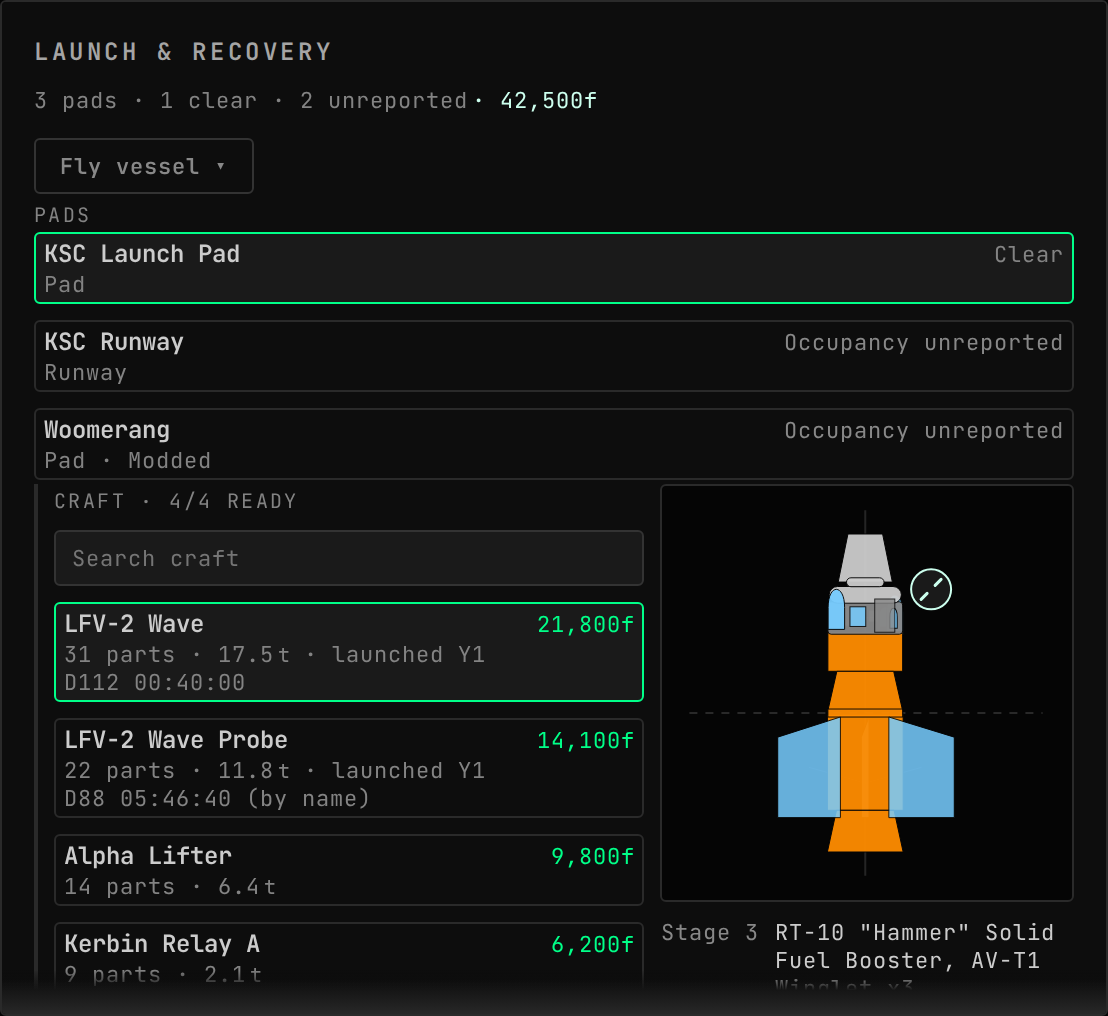 LAUNCH & RECOVERY
3 pads · 1 clear · 2 unreported · 42,500f
Fly vessel ▾
PADS
KSC Launch Pad Clear
Pad
KSC Runway Occupancy unreported
Runway
Woomerang Occupancy unreported
Pad · Modded
CRAFT · 4/4 READY
Search craft
LFV-2 Wave 21,800f
31 parts · 17.5t · launched Y1
D112 00:40:00
LFV-2 Wave Probe 14,100f
22 parts · 11.8t · launched Y1
D88 05:46:40 (by name)
Alpha Lifter 9,800f
14 parts · 6.4t
Kerbin Relay A 6,200f
9 parts · 2.1t
Stage 3 RT-10 "Hammer" Solid
Fuel Booster, AV-T1
Winglet x3